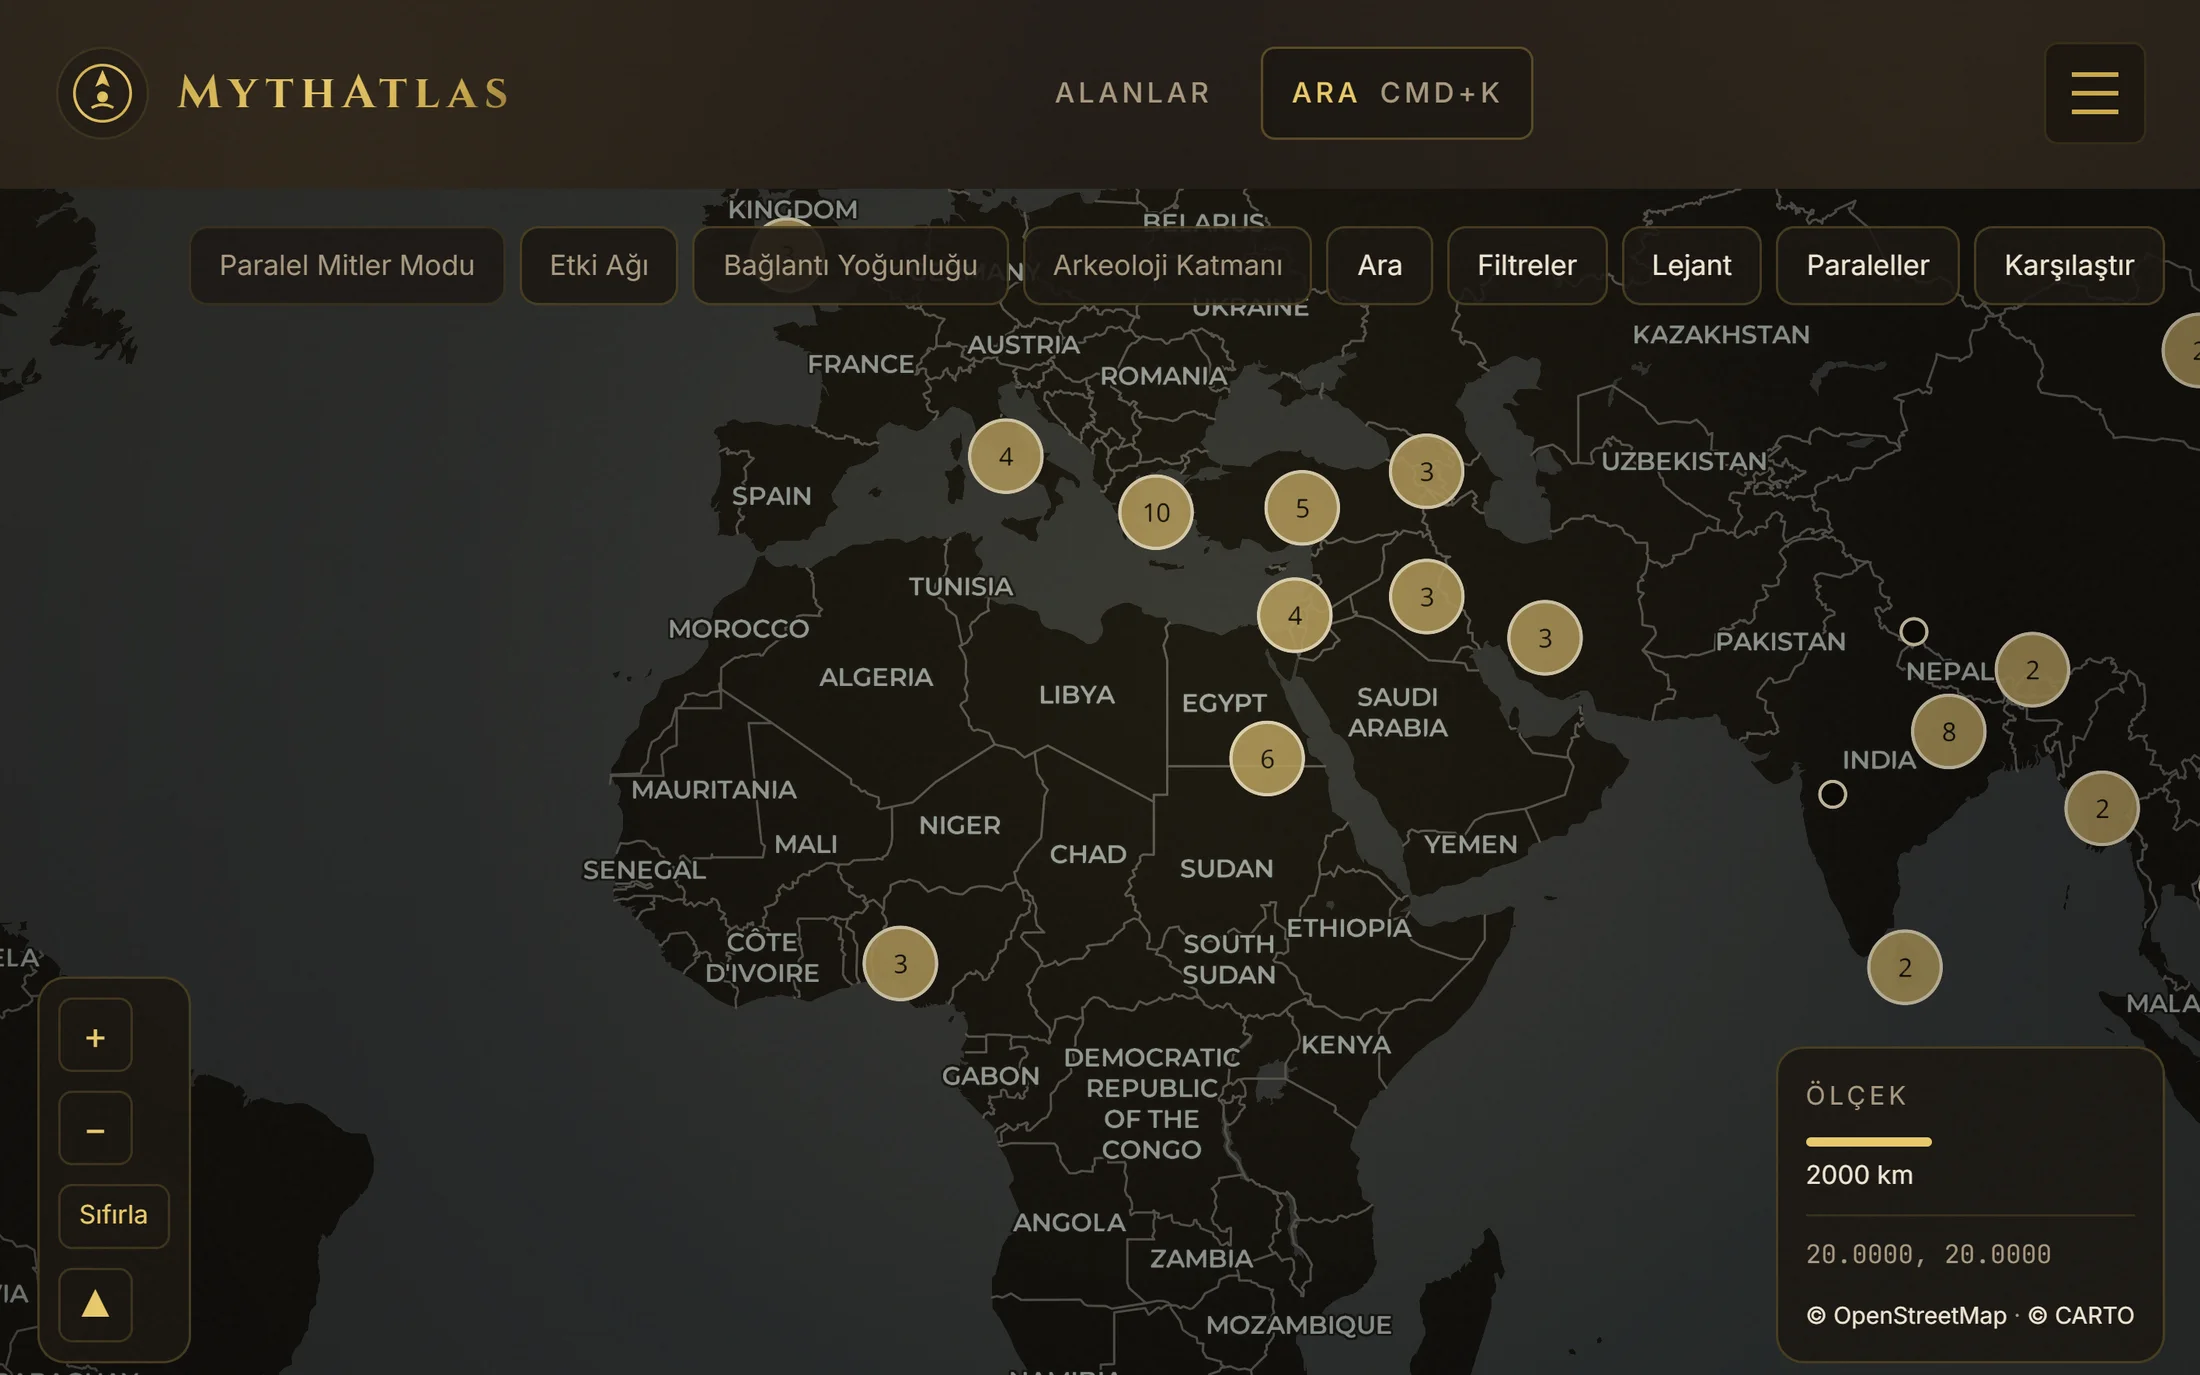 MYTHATLAS
ALANLAR
ARA CMD+K
KINGDOM
BELARUS
Paralel Mitler Modu
Etki Ağı
Bağlantı Yoğunluğu
Arkeoloji Katmanı
Ara
Filtreler
Lejant
Paraleller
Karşılaştır
UKRAINE
KAZAKHSTAN
AUSTRIA
FRANCE
ROMANIA
2
4
3
UZBEKISTAN
SPAIN
10
5
TUNISIA
3
4
MOROCCO
3
PAKISTAN
ALGERIA
NEPAL
2
LIBYA
EGYPT
SAUDI
ARABIA
8
6
INDIA
MAURITANIA
2
NIGER
MALI
CHAD
YEMEN
SENEGAL
SUDAN
ETHIOPIA
CÔTE
D'IVOIRE
SOUTH
SUDAN
3
2
MALA
+
KENYA
DEMOCRATIC
REPUBLIC
OF THE
CONGO
GABON
−
Sıfırla
ANGOLA
ZAMBIA
MOZAMBIQUE
ÖLÇEK
2000 km
20.0000, 20.0000
© OpenStreetMap · © CARTO